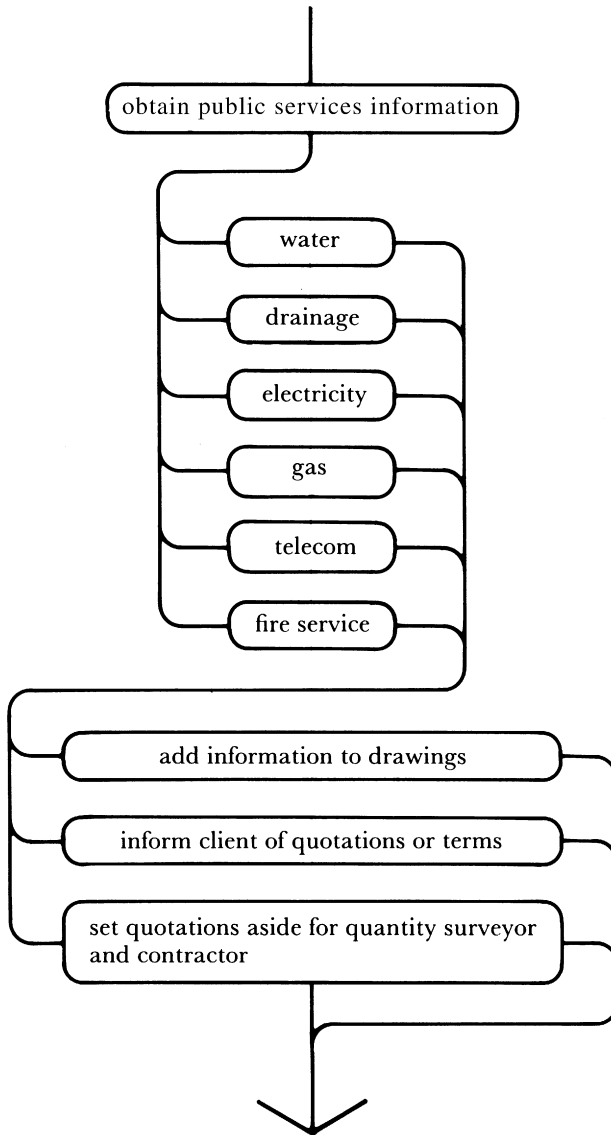 obtain public services information
water
drainage
electricity
gas
telecom
fire service
add information to drawings
inform client of quotations or terms
set quotations aside for quantity surveyor
and contractor